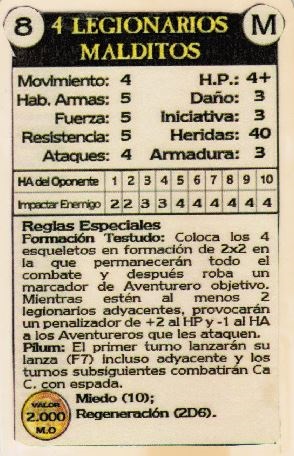 8 4 LEGIONARIOS M
MALDITOS
Movimiento: 4 H.P.: 4+
Hab. Armas: 5 Daño: 3
Fuerza: 5 Iniciativa: 3
Resistencia: 5 Heridas: 40
Ataques: 4 Armadura: 3
HA del Oponente 1 2 3 4 5 6 7 8 9 10
Impactar Enemigo 2 2 3 3 4 4 4 4 4 4
Reglas Especiales
Formación Testudo: Coloca los 4
esqueletos en formación de 2x2 en
la que permanecerán todo el
combate y después roba un
marcador de Aventurero objetivo.
Mientras estén al menos 2
legionarios adyacentes, provocarán
un penalizador de +2 al HP y -1 al HA
a los Aventureros que les ataquen.
Pilum: El primer turno lanzarán su
lanza (F7) incluso adyacente y los
turnos subsiguientes combatirán Ca
C. con espada.
Miedo (10);
Regeneración (2D6).
VALOR
2.000
M.O